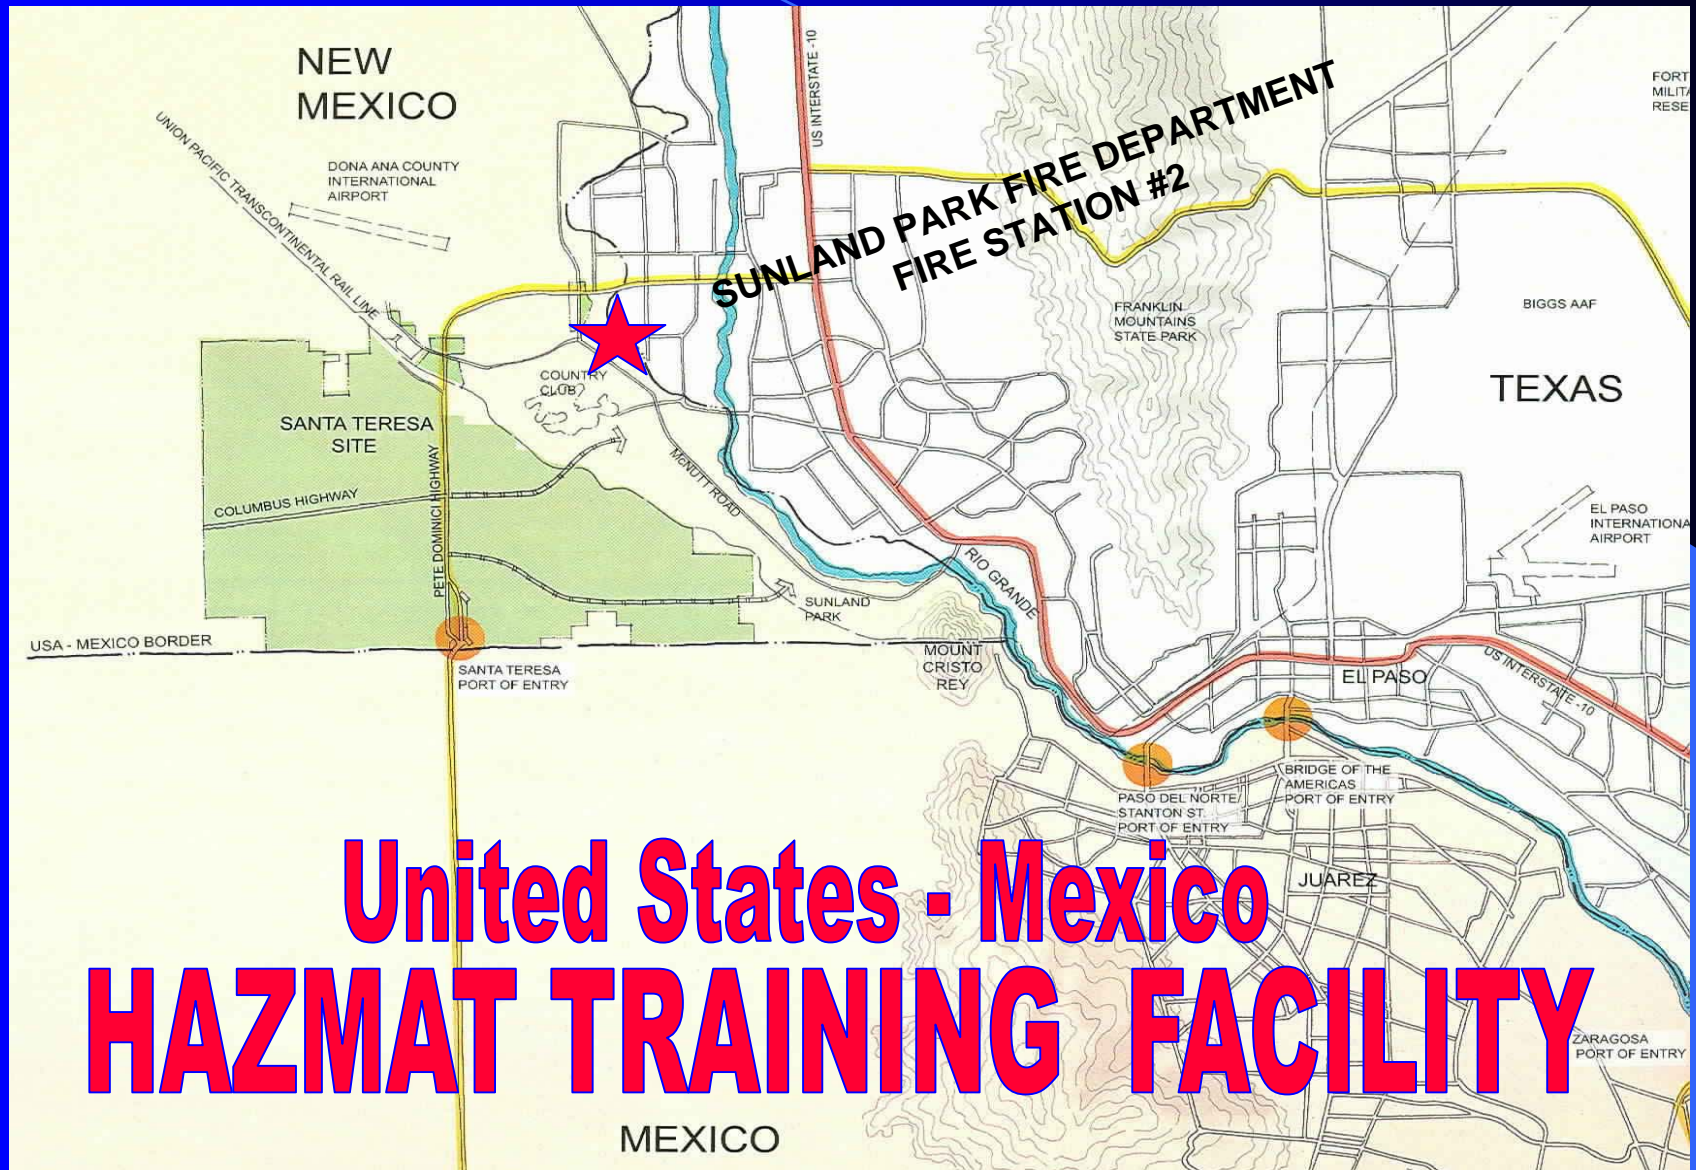 NEW
MEXICO
US INTERSTATE -10
FORT
MILITA
RESE
SUNLAND PARK FIRE DEPARTMENT
FIRE STATION #2
UNION PACIFIC TRANSCONTINENTAL RAIL LINE
DONA ANA COUNTY
INTERNATIONAL
AIRPORT
FRANKLIN
MOUNTAINS
STATE PARK
BIGGS AAF
TEXAS
COUNTRY
CLUB
SANTA TERESA
SITE
COLUMBUS HIGHWAY
PETE DOMINICI HIGHWAY
McNUTT ROAD
EL PASO
INTERNATIONA
AIRPORT
RIO GRANDE
SUNLAND
PARK
USA - MEXICO BORDER
SANTA TERESA
PORT OF ENTRY
MOUNT
CRISTO
REY
EL PASO
US INTERSTATE -10
BRIDGE OF THE
AMERICAS
PORT OF ENTRY
PASO DEL NORTE/
STANTON ST.
PORT OF ENTRY
JUAREZ
United States - Mexico
HAZMAT TRAINING FACILITY
ZARAGOSA
PORT OF ENTRY
MEXICO